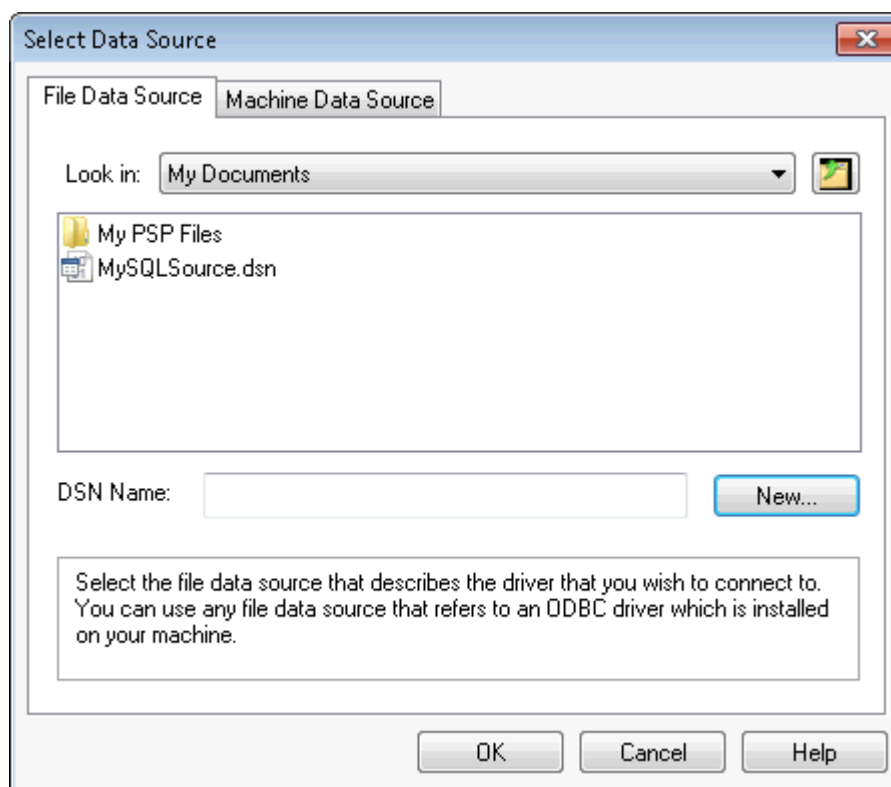 Select Data Source
File Data Source Machine Data Source
Look in: My Documents
My PSP Files
MySQLSource.dsn
DSN Name: New...
Select the file data source that describes the driver that you wish to connect to.
You can use any file data source that refers to an ODBC driver which is installed
on your machine.
OK Cancel Help